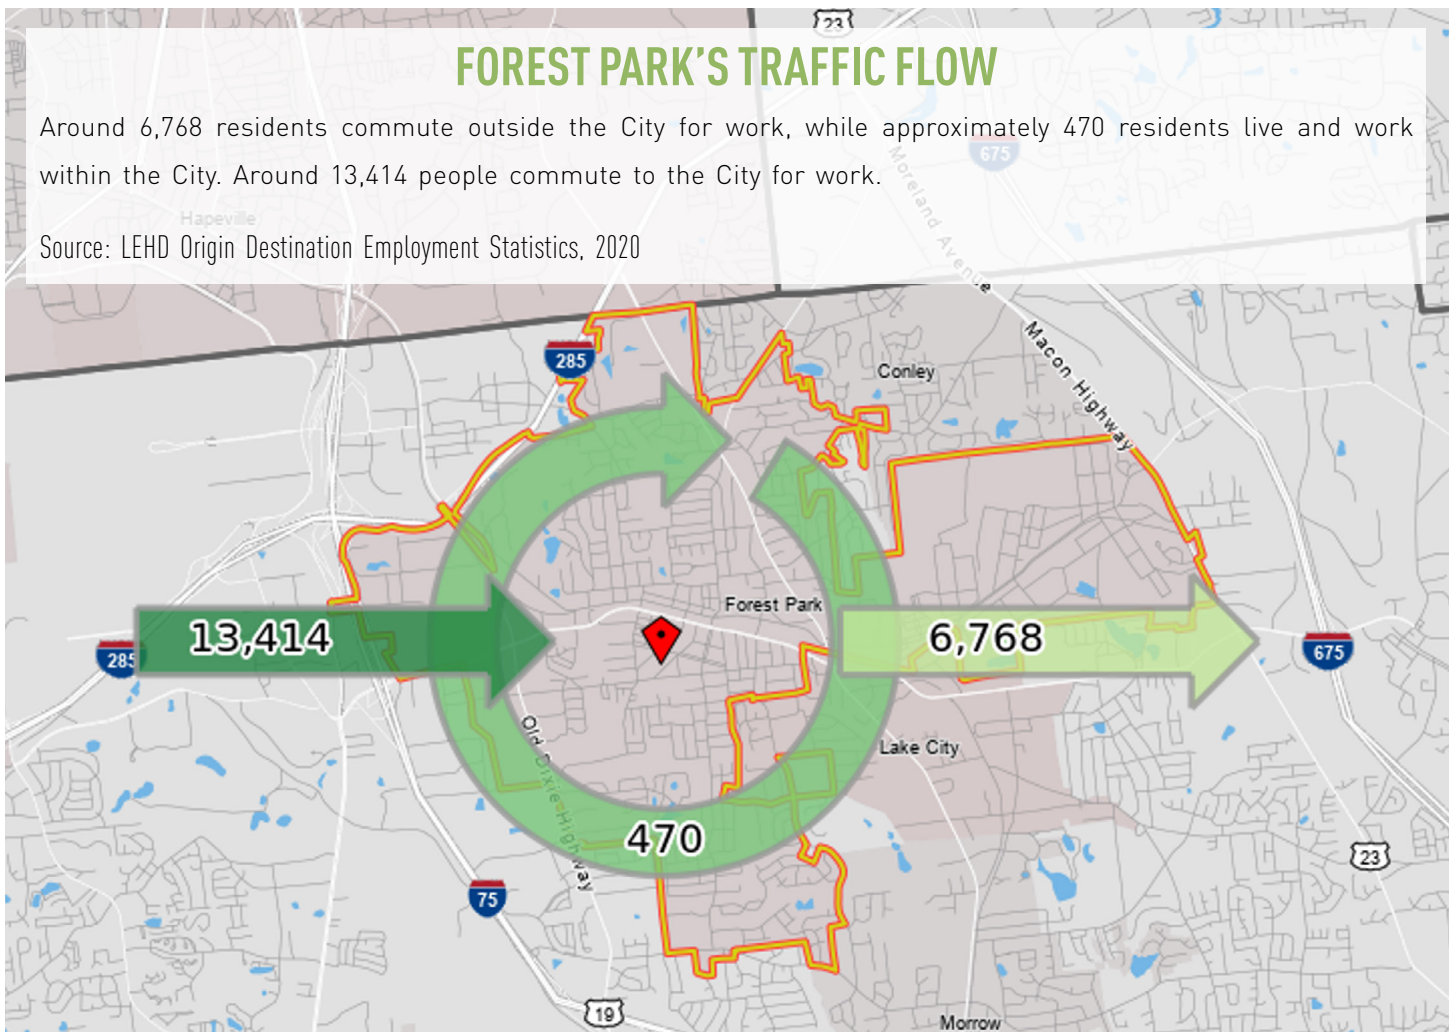 23
FOREST PARK'S TRAFFIC FLOW
Around 6,768 residents commute outside the City for work, while approximately 470 residents live and work
within the City. Around 13,414 people commute to the City for work.
675
Hapeville
Moreland Avenue
Source: LEHD Origin Destination Employment Statistics, 2020
Macon Highway
285
Conley
Forest Park
13,414
6,768
285
675
Old Dixie Highway
Lake City
470
23
75
19
Morrow